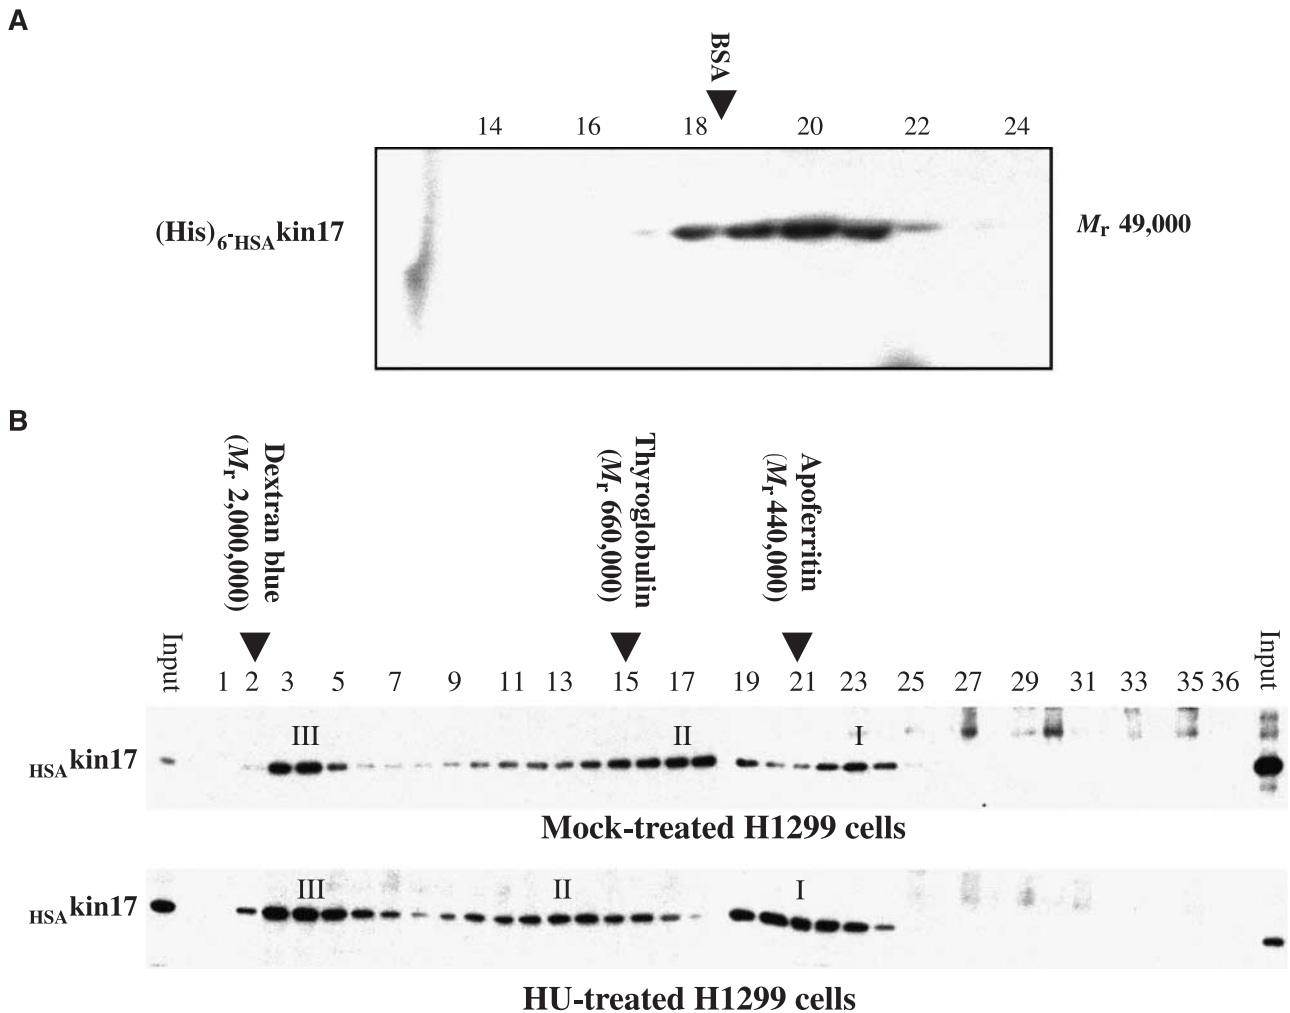 A
BSA
14 16 18 20 22 24
(His)6-HSAkin17
Mr 49,000
B
Dextran blue
(Mr 2,000,000)
Thyroglobulin
(Mr 660,000)
Apoferritin
(Mr 440,000)
Input 1 2 3 5 7 9 11 13 15 17 19 21 23 25 27 29 31 33 35 36 Input
III II I
HSAkin17
Mock-treated H1299 cells
III II I
HSAkin17
HU-treated H1299 cells